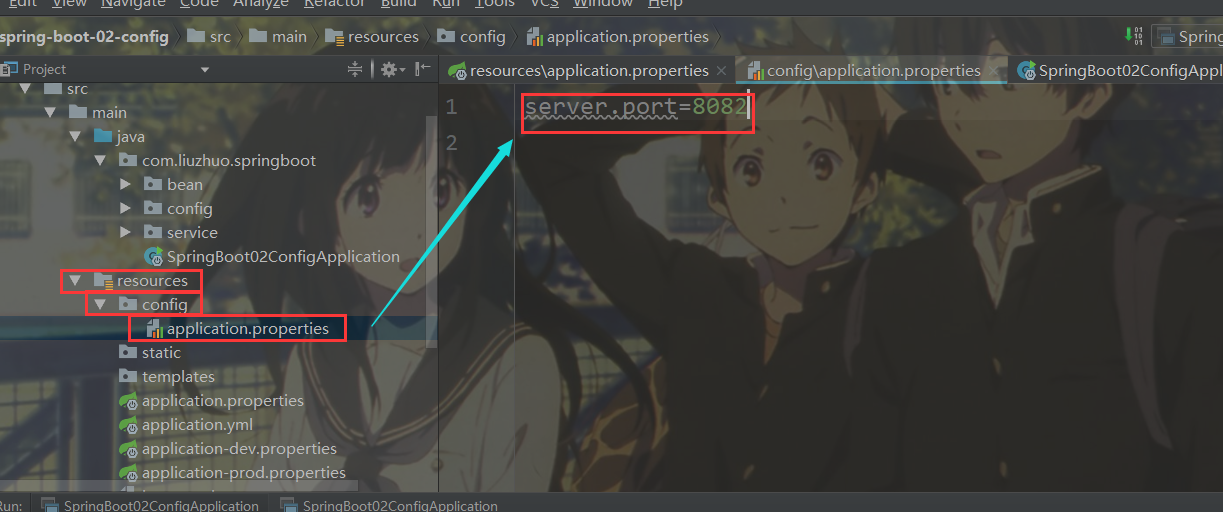 Edit View Navigate Code Analyze Refactor Build Run Tools VCS Window Help
spring-boot-02-config src main resources config application.properties
Project
resources\application.properties config\application.properties SpringBoot02ConfigAppl
src
main
java
com.liuzhuo.springboot
bean
config
service
SpringBoot02ConfigApplication
resources
config
application.properties
static
templates
application.properties
application.yml
application-dev.properties
application-prod.properties
1 server.port=8082
2
Run: SpringBoot02ConfigApplication SpringBoot02ConfigApplication